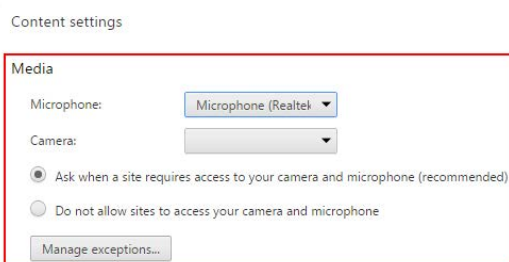 Content settings
Media
Microphone: Microphone (Realtek
Camera:
Ask when a site requires access to your camera and microphone (recommended)
Do not allow sites to access your camera and microphone
Manage exceptions...